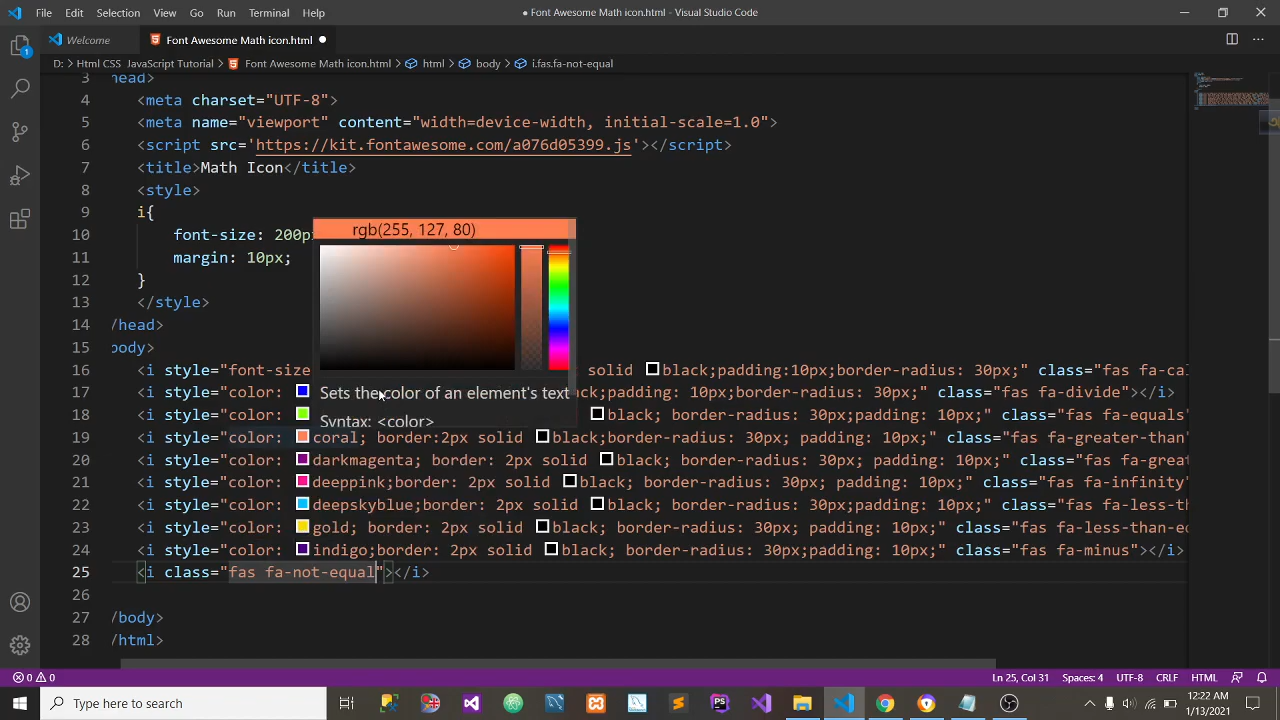 File Edit Selection View Go Run Terminal Help
● Font Awesome Math icon.html - Visual Studio Code
Welcome
Font Awesome Math icon.html ●
D: > Html CSS JavaScript Tutorial > Font Awesome Math icon.html > html > body > i.fas.fa-not-equal
1
3 head>
4 <meta charset="UTF-8">
5 <meta name="viewport" content="width=device-width, initial-scale=1.0">
6 <script src='https://kit.fontawesome.com/a076d05399.js'></script>
7 <title>Math Icon</title>
8 <style>
9 i{
10 font-size: 200p
11 margin: 10px;
12 }
13 </style>
14 /head>
15 body>
rgb(255, 127, 80)
Sets the color of an element's text
Syntax: <color>
16 <i style="font-size solid black;padding:10px;border-radius: 30px;" class="fas fa-ca
17 <i style="color: ck;padding: 10px;border-radius: 30px;" class="fas fa-divide"></i>
18 <i style="color: black; border-radius: 30px; padding: 10px;" class="fas fa-equals"
19 <i style="color: coral; border:2px solid black;border-radius: 30px; padding: 10px;" class="fas fa-greater-than"
20 <i style="color: darkmagenta; border: 2px solid black; border-radius: 30px; padding: 10px;" class="fas fa-grea
21 <i style="color: deeppink;border: 2px solid black; border-radius: 30px; padding: 10px;" class="fas fa-infinity
22 <i style="color: deepskyblue;border: 2px solid black; border-radius: 30px; padding: 10px;" class="fas fa-less-th
23 <i style="color: gold; border: 2px solid black; border-radius: 30px; padding: 10px;" class="fas fa-less-than-eq
24 <i style="color: indigo;border: 2px solid black; border-radius: 30px;padding: 10px;" class="fas fa-minus"></i>
25 <i class="fas fa-not-equal"></i>
26
27 /body>
28 /html>
0 0
Ln 25, Col 31 Spaces: 4 UTF-8 CRLF HTML
Type here to search
12:22 AM
1/13/2021